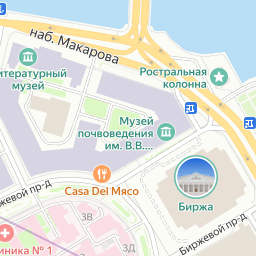 наб. Макарова
Литературный
музей
Ростральная
колонна
Музей
почвоведения
им. В.В....
Биржевой пр-д
Casa Del Мясо
Биржа
3В
3Д
Биржевой пр-д
иника № 1